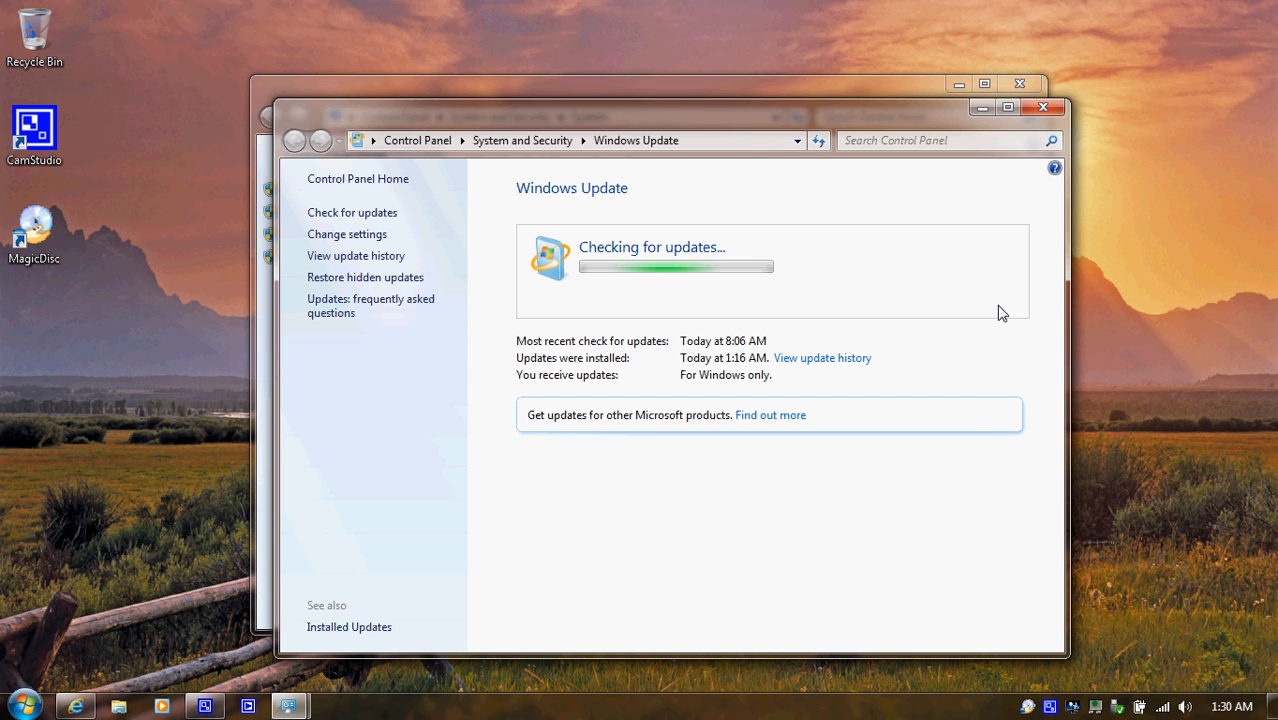 Recycle Bin
CamStudio
MagicDisc
Control Panel
System and Security
Windows Update
Search Control Panel
Control Panel Home
Check for updates
Change settings
View update history
Restore hidden updates
Updates: frequently asked
questions
See also
Installed Updates
Windows Update
Checking for updates...
Most recent check for updates: Today at 8:06 AM
Updates were installed: Today at 1:16 AM. View update history
You receive updates: For Windows only.
Get updates for other Microsoft products. Find out more
1:30 AM